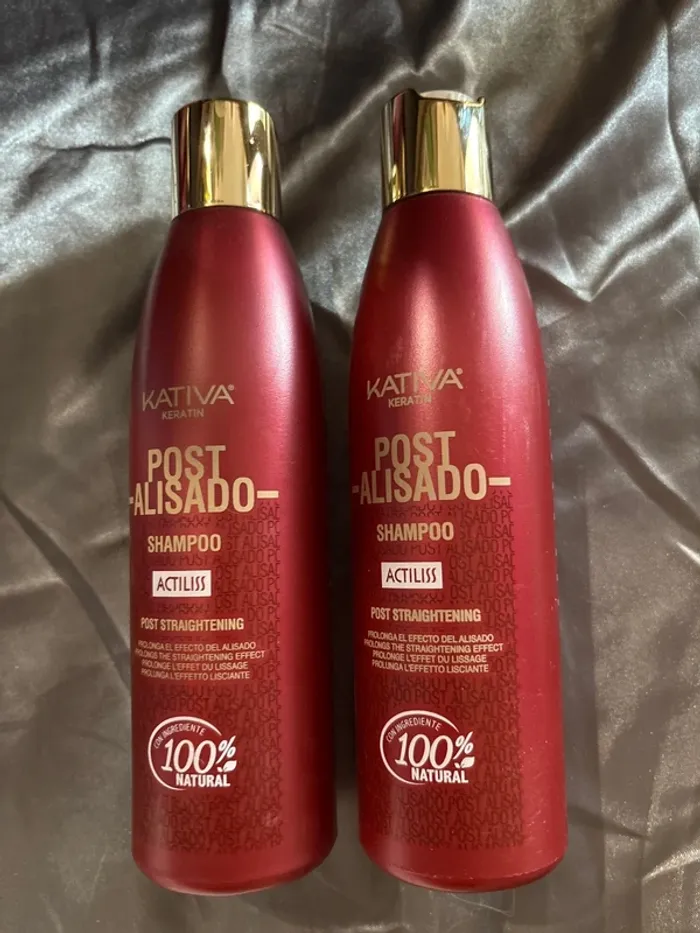 KATIVA®
KERATIN
POST
-ALISADO-
SHAMPOO
ACTILISS
POST STRAIGHTENING
PROLONGA EL EFECTO DEL ALISADO
PROLONGS THE STRAIGHTENING EFFECT
PROLONGE L'EFFET DU LISSAGE
PROLUNGA L'EFFETTO LISCIANTE
CON INGREDIENTE
100%
NATURAL
KATIVA®
KERATIN
POST
-ALISADO-
SHAMPOO
ACTILISS
POST STRAIGHTENING
PROLONGA EL EFECTO DEL ALISADO
PROLONGS THE STRAIGHTENING EFFECT
PROLONGE L'EFFET DU LISSAGE
PROLUNGA L'EFFETTO LISCIANTE
CON INGREDIENTE
100%
NATURAL